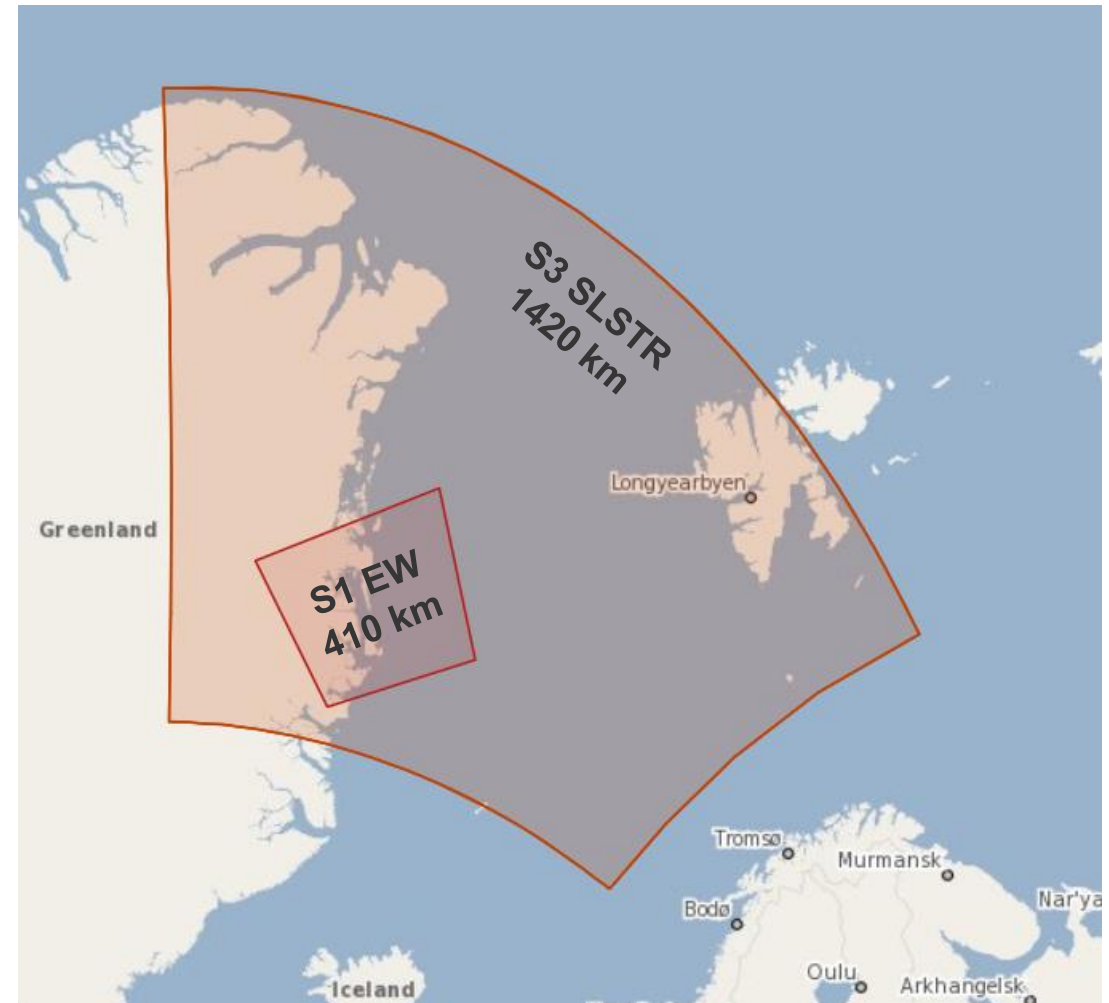 S3 SLSTR
1420 km
Longyearbyen
Greenland
S1 EW
410 km
Tromsø
Murmansk
Nar'ya
Bodø
Oulu
Arkhangelsk
Iceland